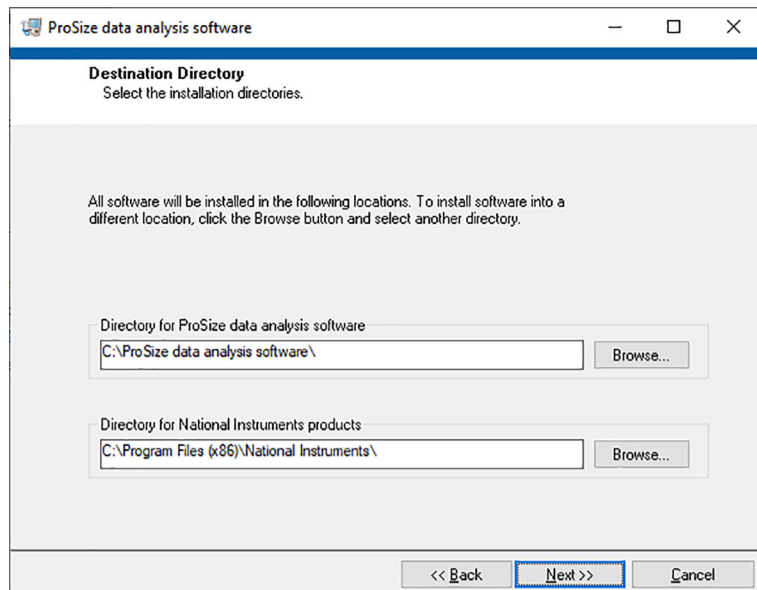 ProSize data analysis software
Destination Directory
Select the installation directories.
All software will be installed in the following locations. To install software into a
different location, click the Browse button and select another directory.
Directory for ProSize data analysis software
C:\ProSize data analysis software\
Browse...
Directory for National Instruments products
C:\Program Files (x86)\National Instruments\
Browse...
<< Back
Next >>
Cancel